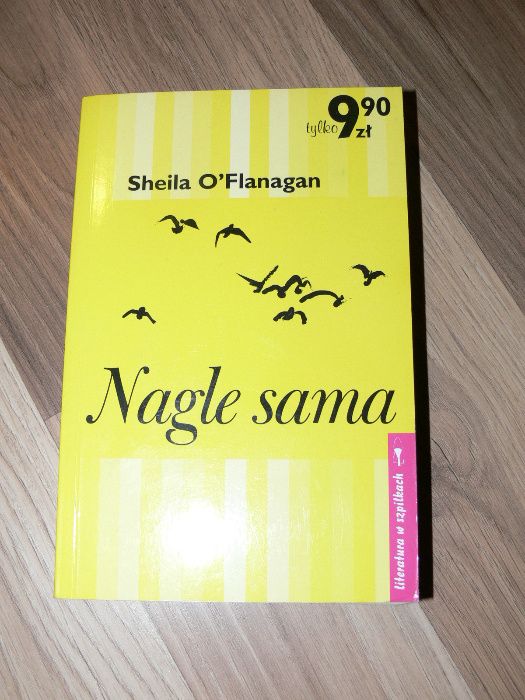 tylko 9 90 zł
Sheila O'Flanagan
Nagle sama
literatura w szpilkach